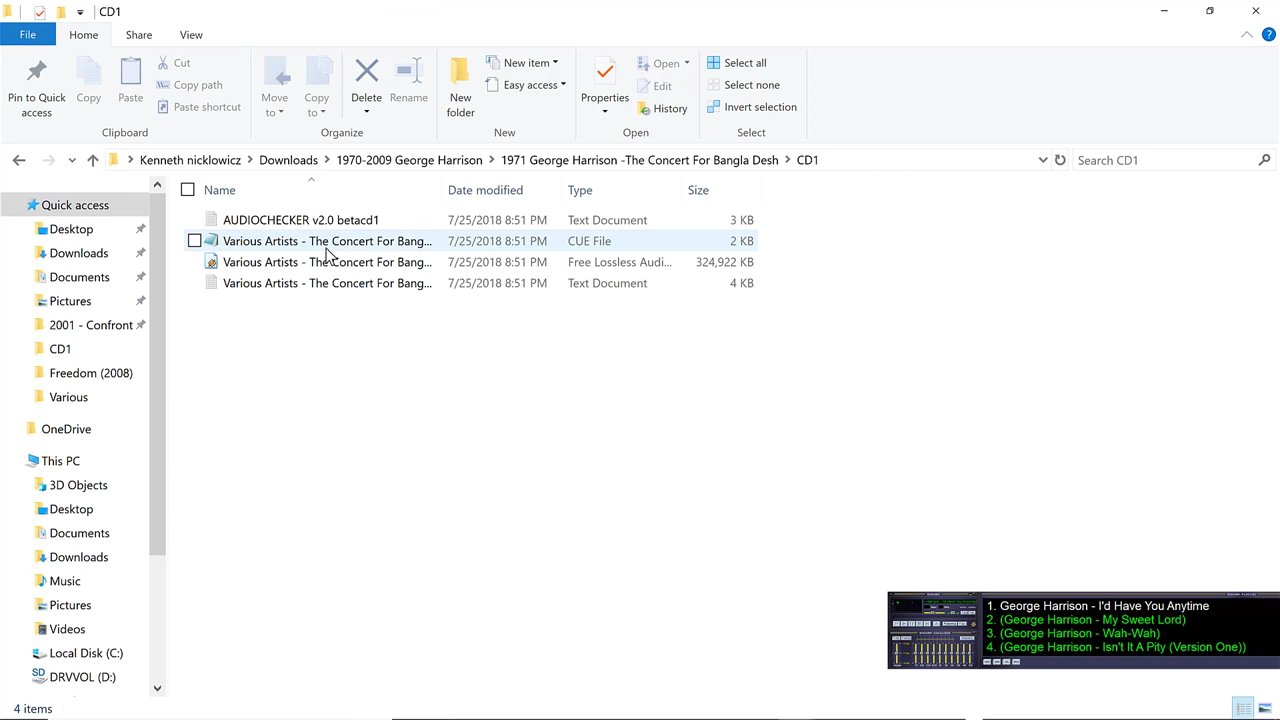 CD1
File Home Share View
Pin to Quick access
Copy
Paste
Cut
Copy path
Paste shortcut
Clipboard
Move to
Copy to
Delete
Rename
Organize
New folder
New item
Easy access
New
Properties
Open
Edit
History
Open
Select all
Select none
Invert selection
Select
Kenneth nicklowicz Downloads 1970-2009 George Harrison 1971 George Harrison -The Concert For Bangla Desh CD1
Search CD1
Name Date modified Type Size
AUDIOCHECKER v2.0 betacd1 7/25/2018 8:51 PM Text Document 3 KB
Various Artists - The Concert For Bang... 7/25/2018 8:51 PM CUE File 2 KB
Various Artists - The Concert For Bang... 7/25/2018 8:51 PM Free Lossless Audi... 324,922 KB
Various Artists - The Concert For Bang... 7/25/2018 8:51 PM Text Document 4 KB
Quick access
Desktop
Downloads
Documents
Pictures
2001 - Confront
CD1
Freedom (2008)
Various
OneDrive
This PC
3D Objects
Desktop
Documents
Downloads
Music
Pictures
Videos
Local Disk (C:)
SD DRVVOL (D:)
1. George Harrison - I'd Have You Anytime
2. (George Harrison - My Sweet Lord)
3. (George Harrison - Wah-Wah)
4. (George Harrison - Isn't It A Pity (Version One))
4 items